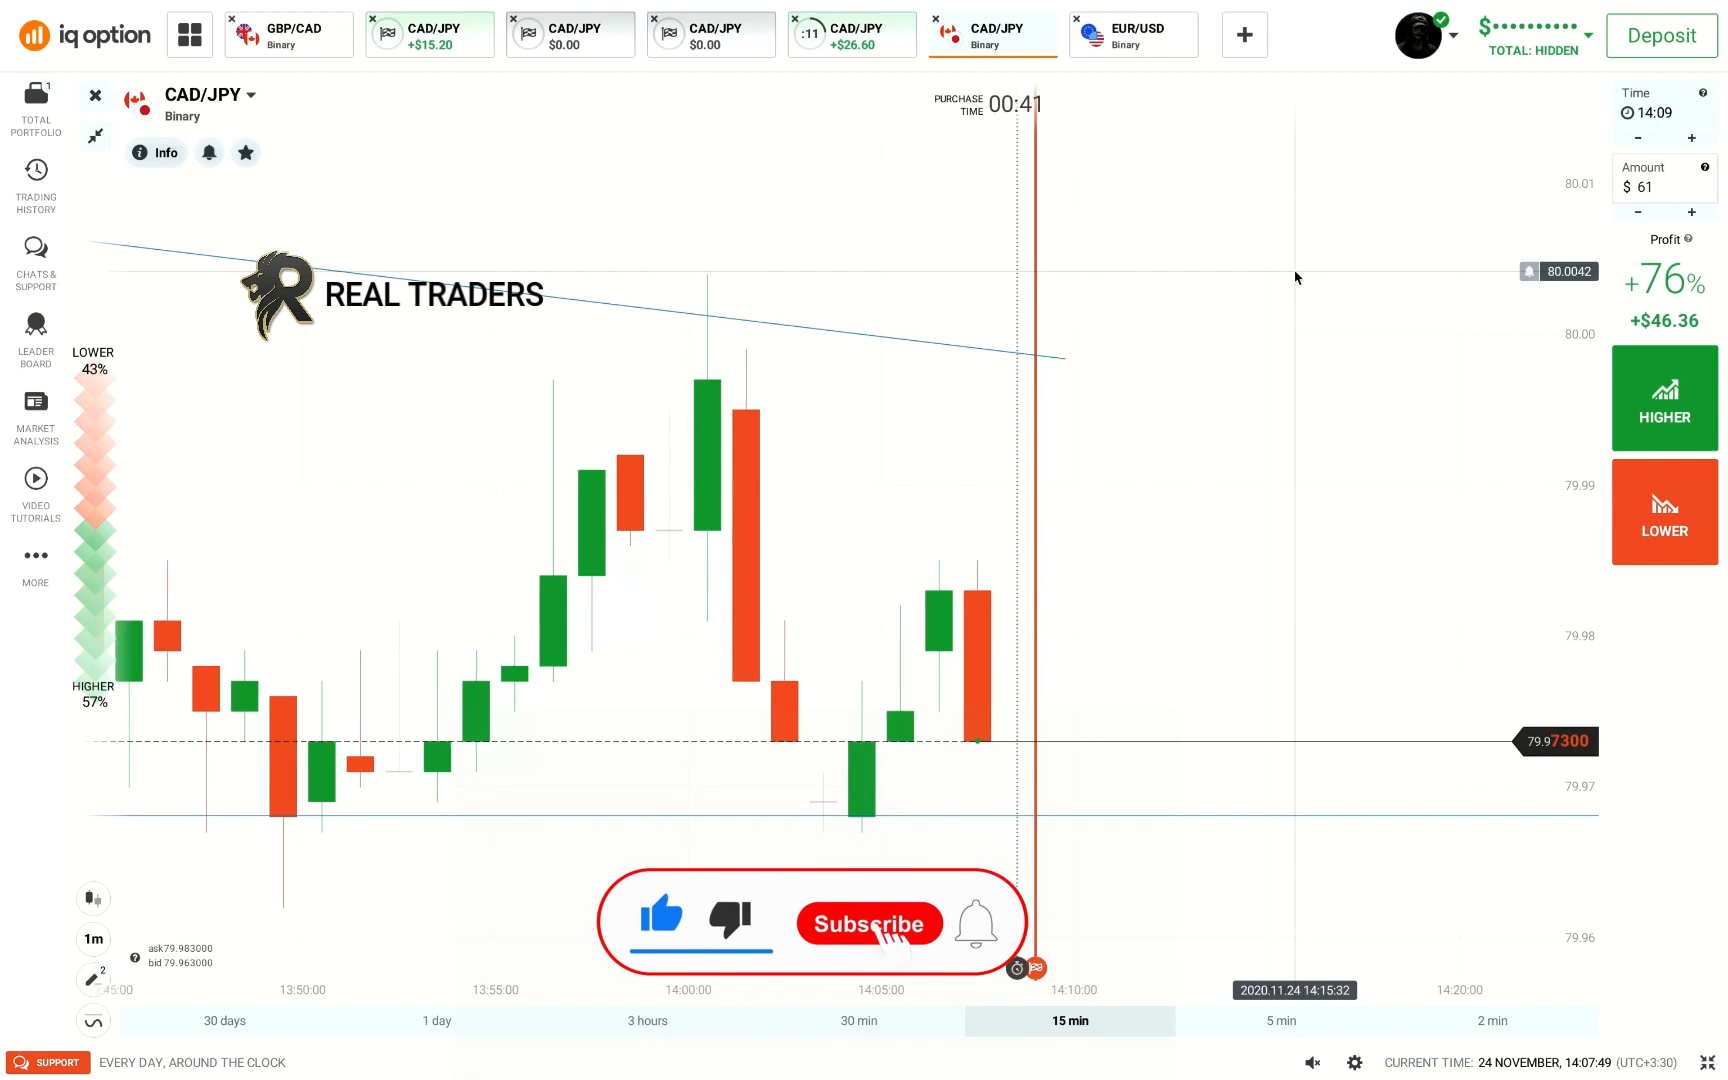 iq option
GBP/CAD
Binary
CAD/JPY
+$15.20
CAD/JPY
$0.00
CAD/JPY
$0.00
:11
CAD/JPY
+$26.60
CAD/JPY
Binary
EUR/USD
Binary
$
TOTAL: HIDDEN
Deposit
1
TOTAL
PORTFOLIO
TRADING
HISTORY
CHATS &
SUPPORT
LEADER
BOARD
MARKET
ANALYSIS
VIDEO
TUTORIALS
MORE
CAD/JPY
Binary
Info
PURCHASE
TIME
00:41
REAL TRADERS
LOWER
43%
HIGHER
57%
80.01
80.0042
80.00
79.99
79.98
79.97300
79.97
79.96
Time
14:09
- +
Amount
$ 61
- +
Profit
+76%
+$46.36
HIGHER
LOWER
Subscribe
1m
2
ask79.983000
bid 79.963000
:45:00
13:50:00
13:55:00
14:00:00
14:05:00
14:10:00
2020.11.24 14:15:32
14:20:00
30 days
1 day
3 hours
30 min
15 min
5 min
2 min
SUPPORT
EVERY DAY, AROUND THE CLOCK
CURRENT TIME: 24 NOVEMBER, 14:07:49 (UTC+3:30)